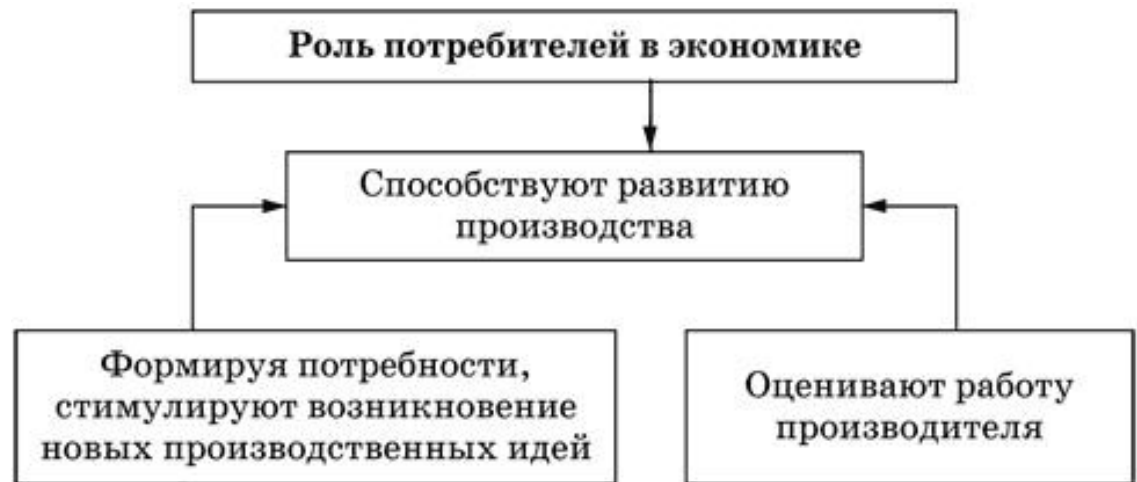 Роль потребителей в экономике
Способствуют развитию
производства
Формируя потребности,
стимулируют возникновение
новых производственных идей
Оценивают работу
производителя